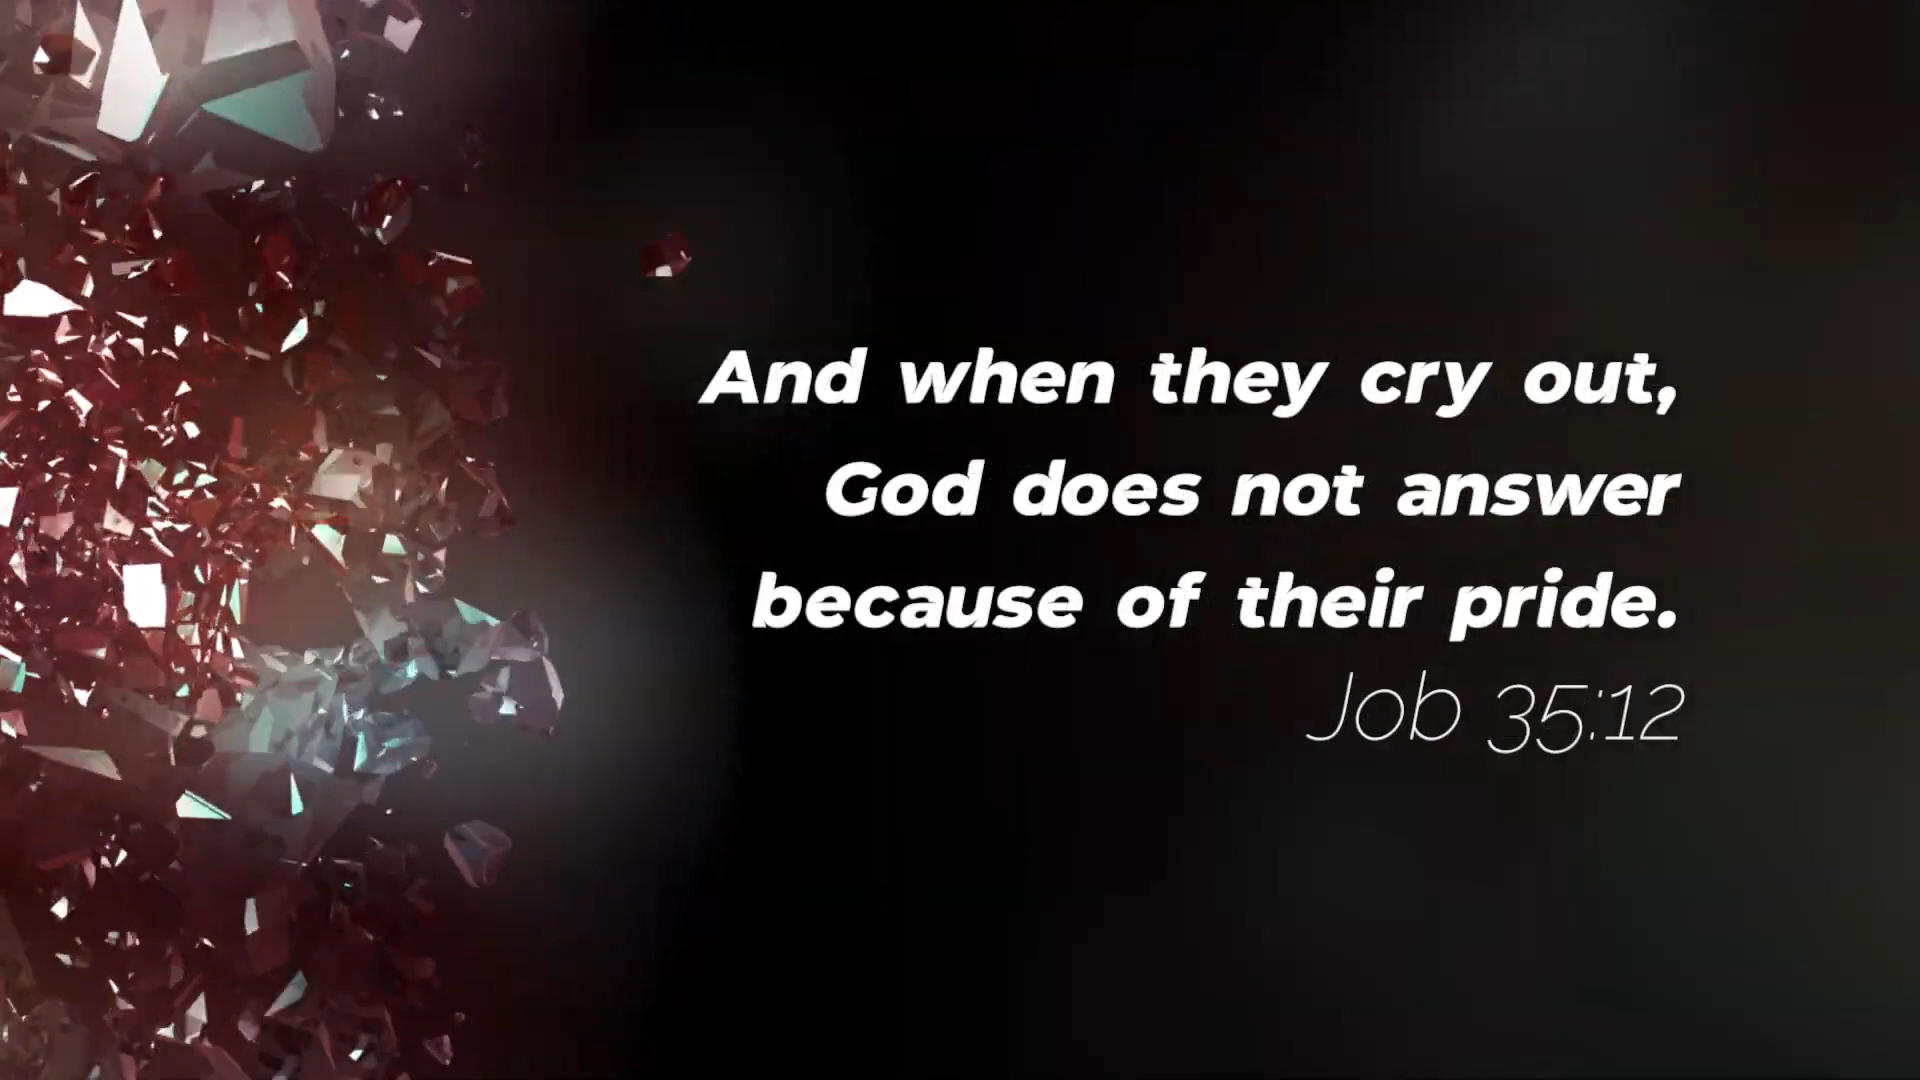 And when they cry out,
God does not answer
because of their pride.
Job 35:12